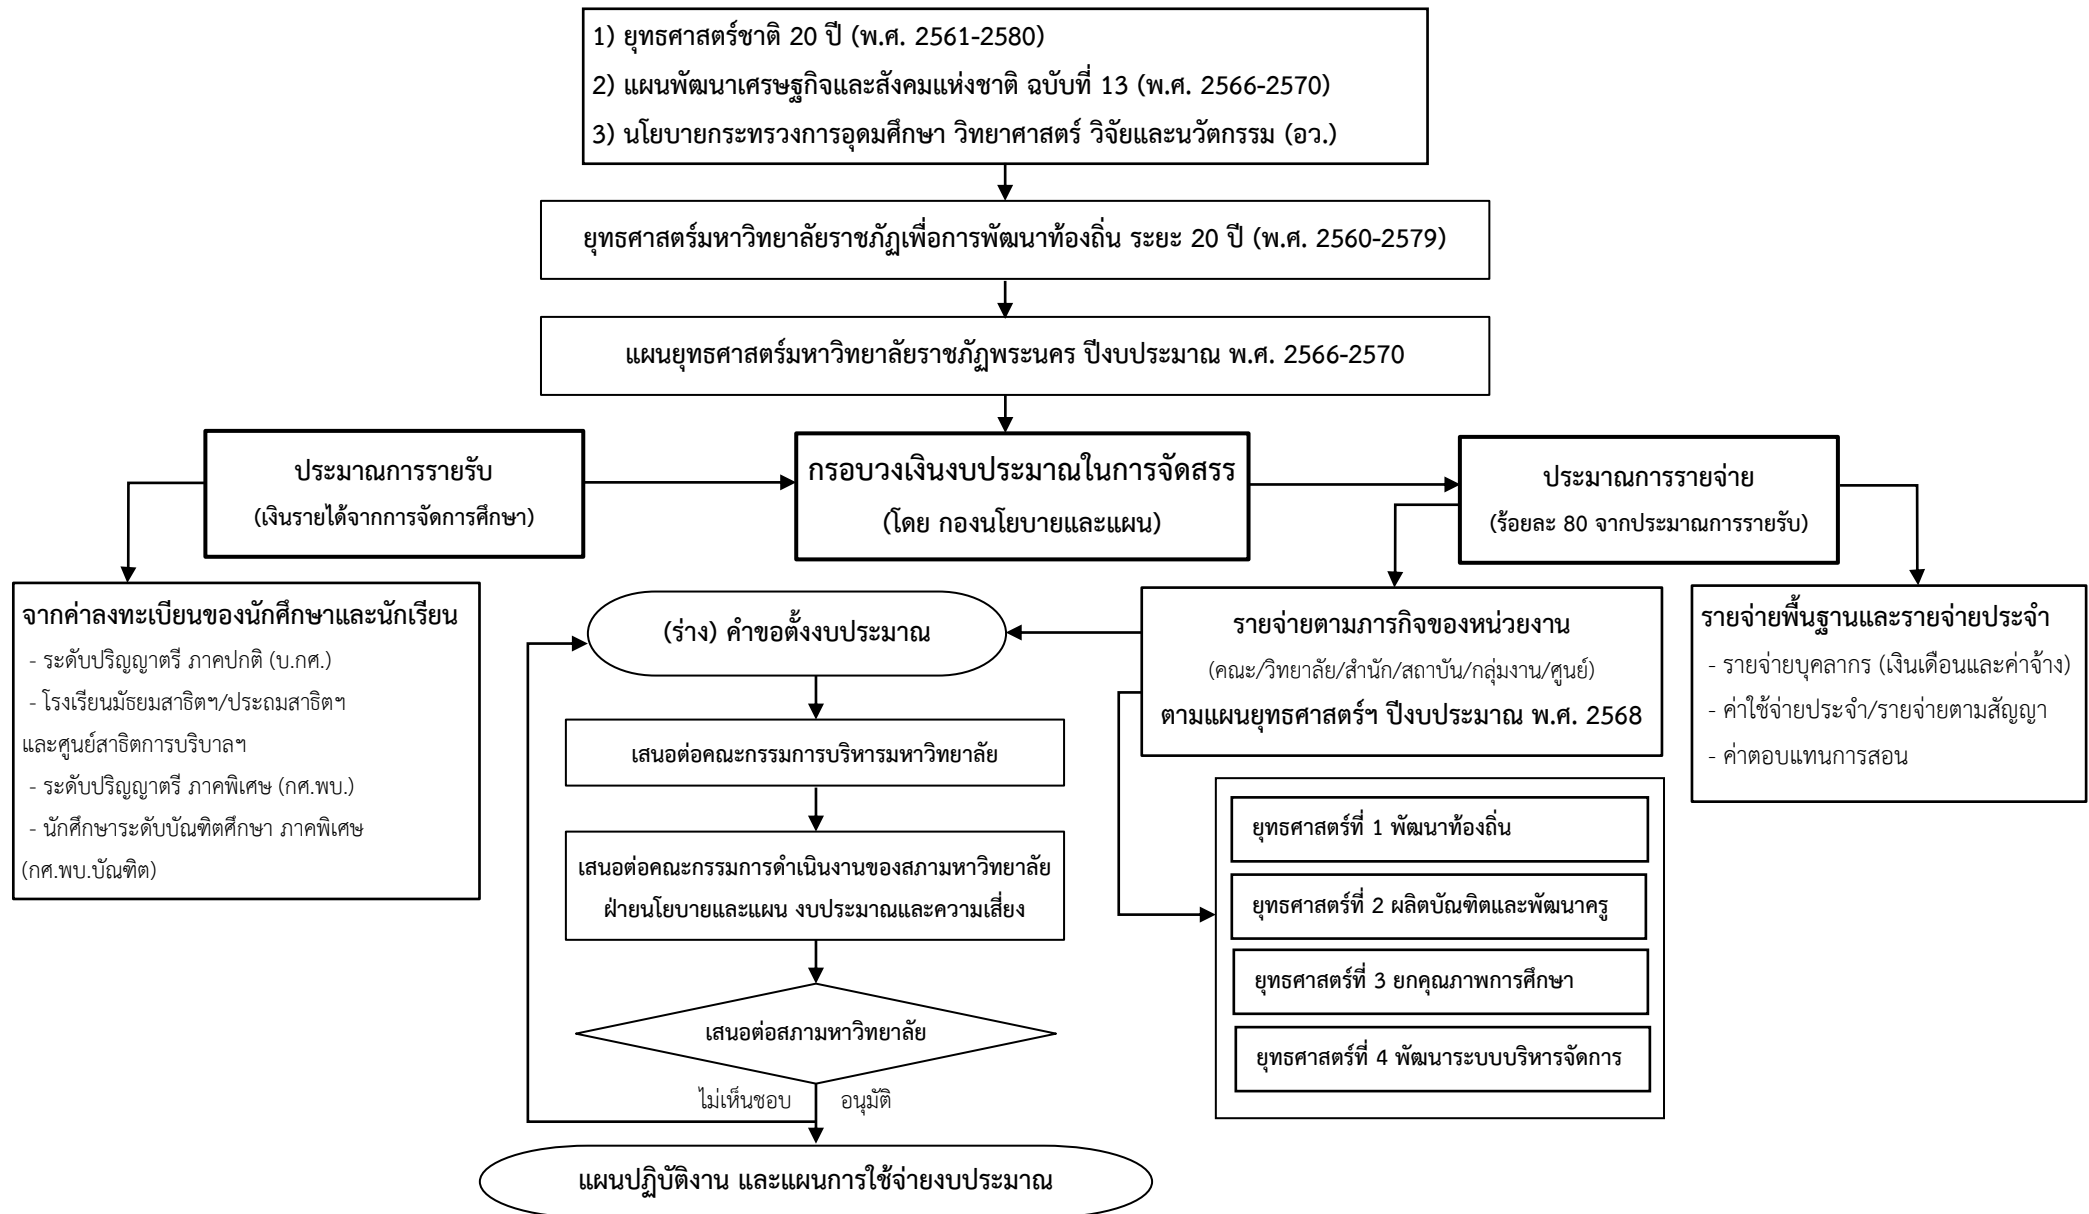 1) ยุทธศาสตร์ชาติ 20 ปี (พ.ศ. 2561-2580)
2) แผนพัฒนาเศรษฐกิจและสังคมแห่งชาติ ฉบับที่ 13 (พ.ศ. 2566-2570)
3) นโยบายกระทรวงการอุดมศึกษา วิทยาศาสตร์ วิจัยและนวัตกรรม (อว.)
ยุทธศาสตร์มหาวิทยาลัยราชภัฏเพื่อการพัฒนาท้องถิ่น ระยะ 20 ปี (พ.ศ. 2560-2579)
แผนยุทธศาสตร์มหาวิทยาลัยราชภัฏพระนคร ปีงบประมาณ พ.ศ. 2566-2570
ประมาณการรายรับ
(เงินรายได้จากการจัดการศึกษา)
กรอบวงเงินงบประมาณในการจัดสรร
(โดย กองนโยบายและแผน)
ประมาณการรายจ่าย
(ร้อยละ 80 จากประมาณการรายรับ)
จากค่าลงทะเบียนของนักศึกษาและนักเรียน
- ระดับปริญญาตรี ภาคปกติ (บ.กศ.)
- โรงเรียนมัธยมสาธิตฯ/ประถมสาธิตฯ
และศูนย์สาธิตการบริบาลฯ
- ระดับปริญญาตรี ภาคพิเศษ (กศ.พบ.)
- นักศึกษาระดับบัณฑิตศึกษา ภาคพิเศษ
(กศ.พบ.บัณฑิต)
(ร่าง) คำขอตั้งงบประมาณ
เสนอต่อคณะกรรมการบริหารมหาวิทยาลัย
เสนอต่อคณะกรรมการดำเนินงานของสภามหาวิทยาลัย
ฝ่ายนโยบายและแผน งบประมาณและความเสี่ยง
เสนอต่อสภามหาวิทยาลัย
ไม่เห็นชอบ
อนุมัติ
แผนปฏิบัติงาน และแผนการใช้จ่ายงบประมาณ
รายจ่ายตามภารกิจของหน่วยงาน
(คณะ/วิทยาลัย/สำนัก/สถาบัน/กลุ่มงาน/ศูนย์)
ตามแผนยุทธศาสตร์ฯ ปีงบประมาณ พ.ศ. 2568
ยุทธศาสตร์ที่ 1 พัฒนาท้องถิ่น
ยุทธศาสตร์ที่ 2 ผลิตบัณฑิตและพัฒนาครู
ยุทธศาสตร์ที่ 3 ยกคุณภาพการศึกษา
ยุทธศาสตร์ที่ 4 พัฒนาระบบบริหารจัดการ
รายจ่ายพื้นฐานและรายจ่ายประจำ
- รายจ่ายบุคลากร (เงินเดือนและค่าจ้าง)
- ค่าใช้จ่ายประจำ/รายจ่ายตามสัญญา
- ค่าตอบแทนการสอน